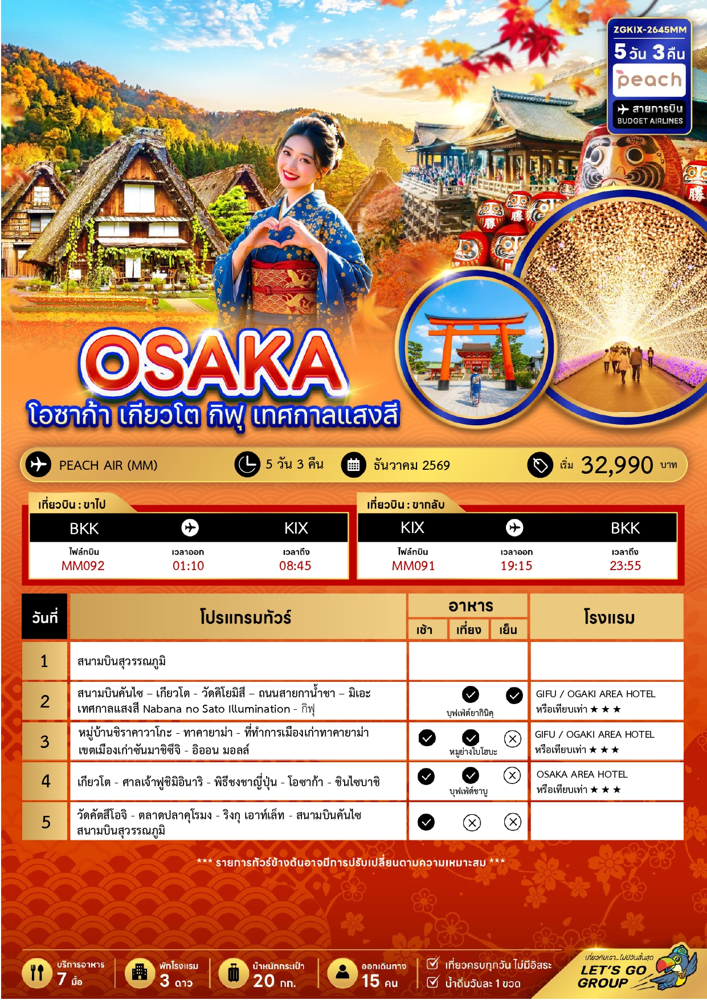 ZGKIX-2645MM
5 วัน 3 คืน
peach
สายการบิน
BUDGET AIRLINES
勝
勝
勝
勝
OSAKA
โอซาก้า เกียวโต กิฟุ เทศกาลแสงสี
PEACH AIR (MM)
5 วัน 3 คืน
ธันวาคม 2569
เริ่ม 32,990 บาท
เที่ยวบิน : ขาไป
BKK KIX
ไฟล์ทบิน เวลาออก เวลาถึง
MM092 01:10 08:45
เที่ยวบิน : ขากลับ
KIX BKK
ไฟล์ทบิน เวลาออก เวลาถึง
MM091 19:15 23:55
วันที่ โปรแกรมทัวร์ อาหาร โรงแรม
เช้า เที่ยง เย็น
1 สนามบินสุวรรณภูมิ
2 สนามบินคันไซ – เกียวโต - วัดคิโยมิสึ – ถนนสายกาน้ำชา – มิเอะ
เทศกาลแสงสี Nabana no Sato Illumination - กิฟุ
บุฟเฟ่ต์ยากินิคุ
GIFU / OGAKI AREA HOTEL
หรือเทียบเท่า ★ ★ ★
3 หมู่บ้านชิราคาวาโกะ - ทาคายาม่า - ที่ทำการเมืองเก่าทาคายาม่า
เขตเมืองเก่าซันมาชิซึจิ - อิออน มอลล์
หมูย่างใบโฮบะ
GIFU / OGAKI AREA HOTEL
หรือเทียบเท่า ★ ★ ★
4 เกียวโต - ศาลเจ้าฟูชิมิอินาริ - พิธีชงชาญี่ปุ่น - โอซาก้า - ชินไซบาชิ
บุฟเฟ่ต์ชาบู
OSAKA AREA HOTEL
หรือเทียบเท่า ★ ★ ★
5 วัดคัตสึโอจิ - ตลาดปลาคุโรมง - ริงกุ เอาท์เล็ท - สนามบินคันไซ
สนามบินสุวรรณภูมิ
*** รายการทัวร์ข้างต้นอาจมีการปรับเปลี่ยนตามความเหมาะสม ***
บริการอาหาร
7 มื้อ
พักโรงแรม
3 ดาว
น้ำหนักกระเป๋า
20 กก.
ออกเดินทาง
15 คน
เที่ยวครบทุกวัน ไม่มีอิสระ
น้ำดื่มวันละ 1 ขวด
เที่ยวกับเรา...ไม่มีวันสิ้นสุด
LET'S GO
GROUP